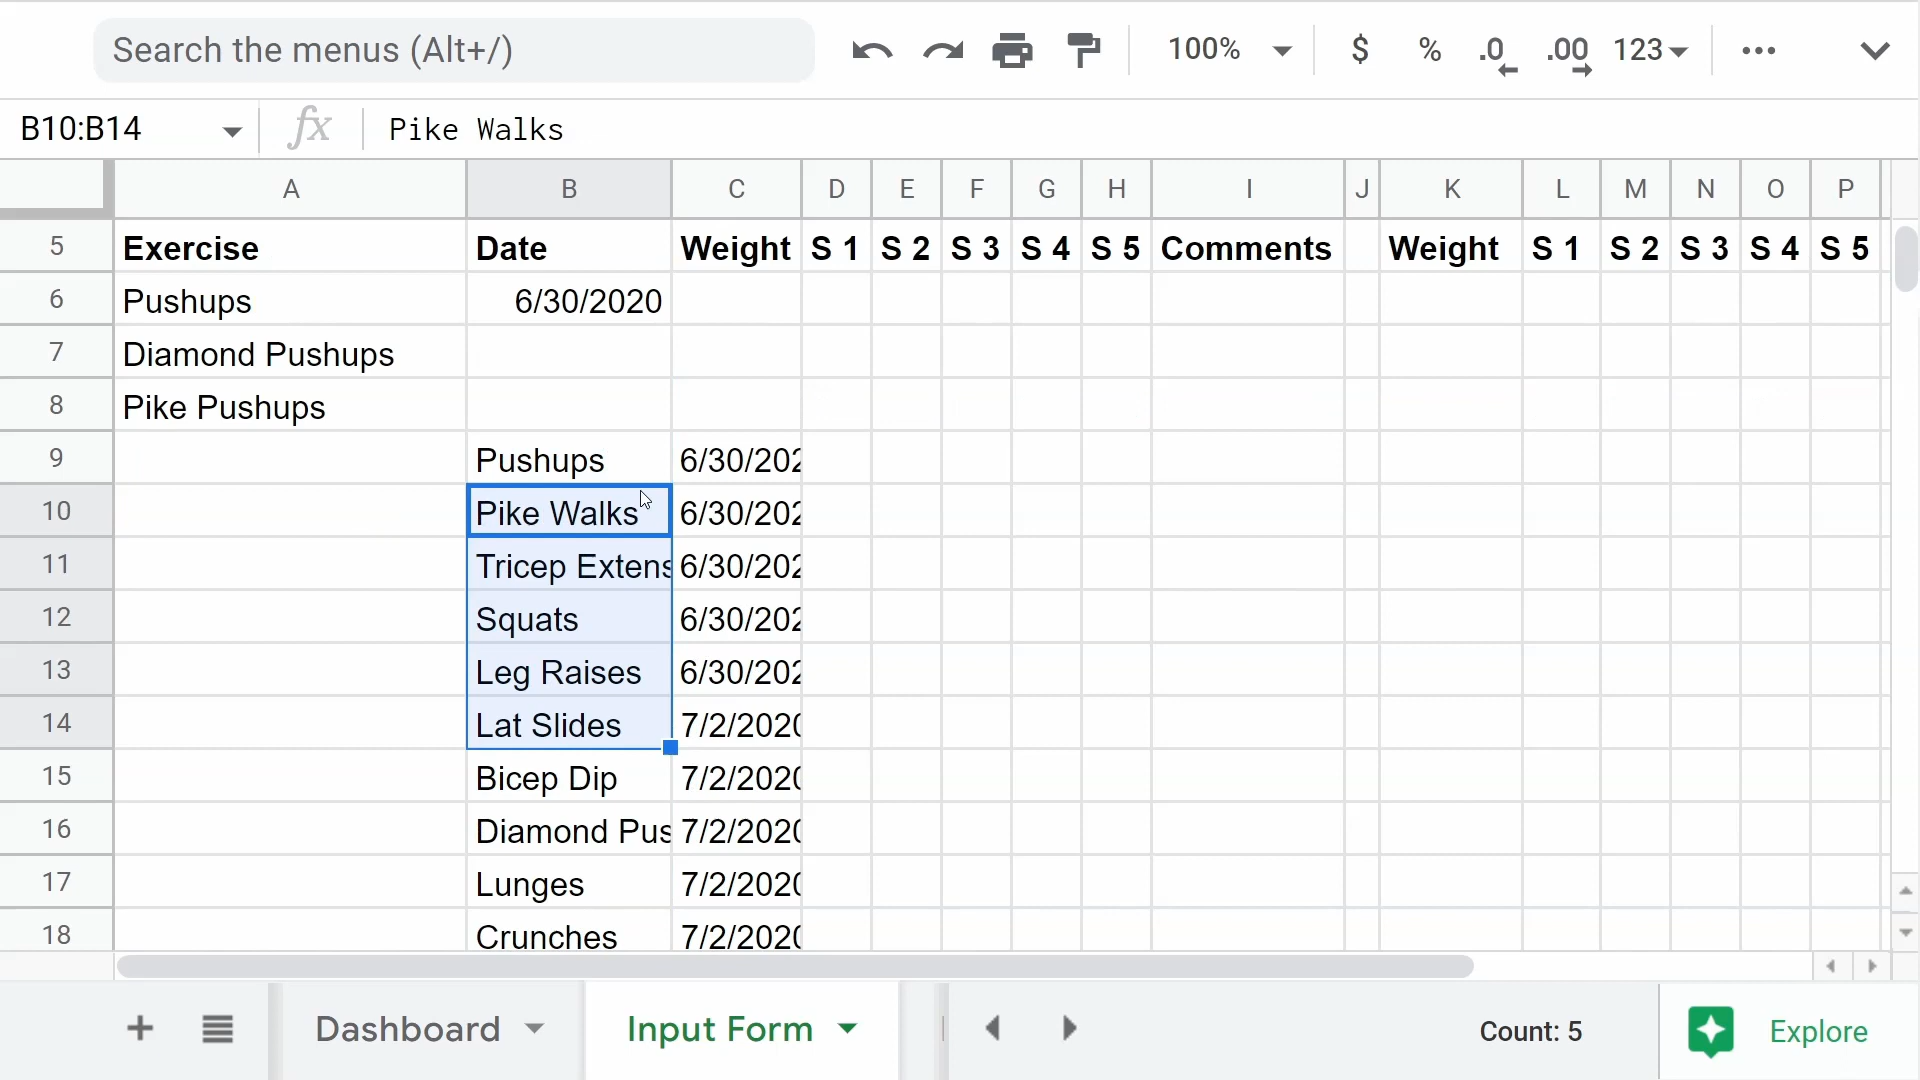 Search the menus (Alt+/)
100% $ % .0 .00 123
B10:B14 fx Pike Walks
A B C D E F G H I J K L M N O P
5 Exercise Date Weight S 1 S 2 S 3 S 4 S 5 Comments Weight S 1 S 2 S 3 S 4 S 5
6 Pushups 6/30/2020
7 Diamond Pushups
8 Pike Pushups
9 Pushups 6/30/202
10 Pike Walks 6/30/202
11 Tricep Extens 6/30/202
12 Squats 6/30/202
13 Leg Raises 6/30/202
14 Lat Slides 7/2/2020
15 Bicep Dip 7/2/2020
16 Diamond Pus 7/2/2020
17 Lunges 7/2/2020
18 Crunches 7/2/2020
Dashboard Input Form Count: 5 Explore